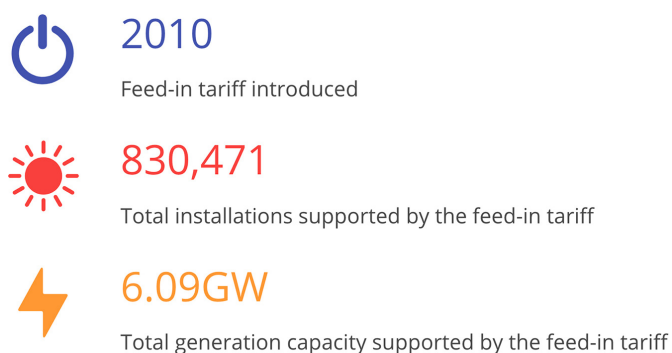 2010
Feed-in tariff introduced
830,471
Total installations supported by the feed-in tariff
6.09GW
Total generation capacity supported by the feed-in tariff